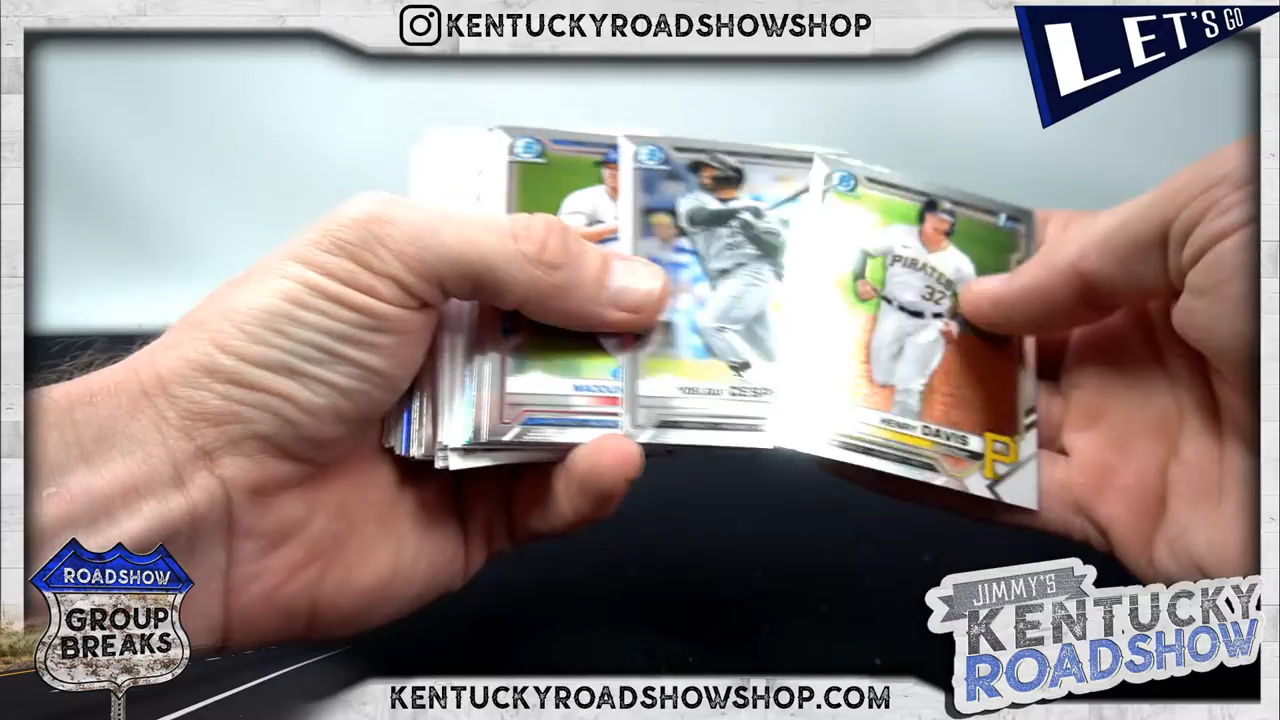 KENTUCKYROADSHOWSHOP
LET'S GO
PIRATES
32
HENRY DAVIS
P
ROADSHOW
GROUP
BREAKS
JIMMY'S
KENTUCKY
ROADSHOW
KENTUCKYROADSHOWSHOP.COM